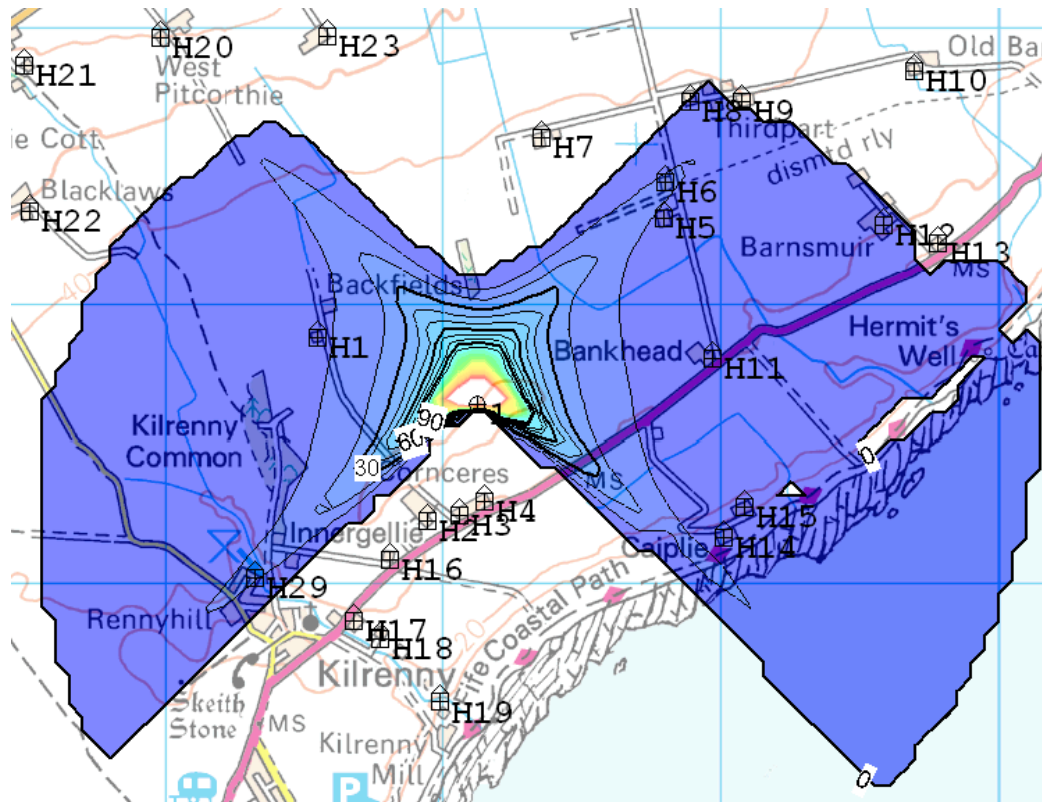 H20
H23
H21
West
Pitcorthie
Old Ba
H10
H8
H9
ie Cott
H7
Thirdpart
dismtd rly
Blacklaws
H6
H22
H5
H12
H13
Barnsmuir
MS
40
Backfields
H1
Hermit's
Well
Bankhead
H11
1
90
60
Kilrenny
Common
30
Cornceres
0
MS
H4
H3
H2
H15
Innergellie
H14
Caiplie
H16
H29
Rennyhill
H17
20
H18
Fife Coastal Path
Kilrenny
Skeith
Stone
H19
MS
Kilrenny
Mill
P
0